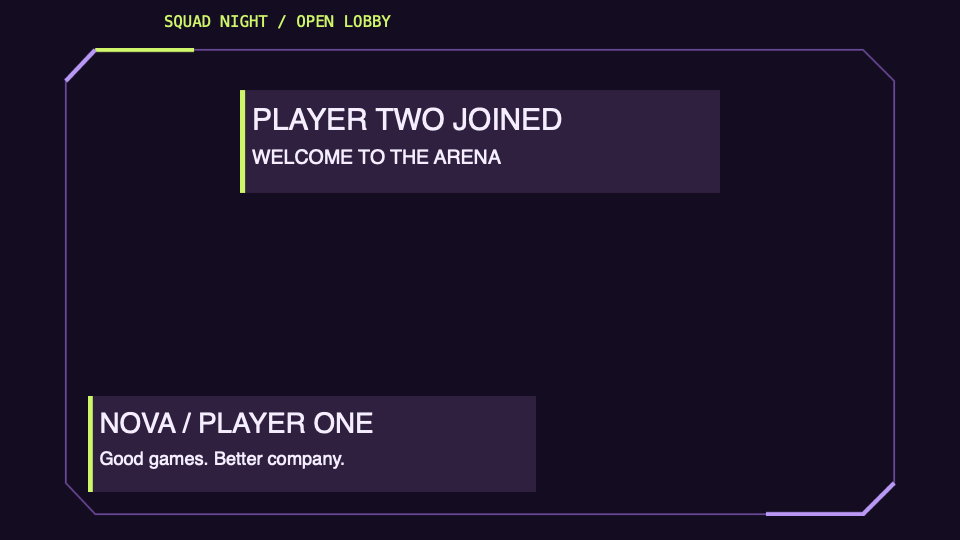 SQUAD NIGHT / OPEN LOBBY
PLAYER TWO JOINED
WELCOME TO THE ARENA
NOVA / PLAYER ONE
Good games. Better company.